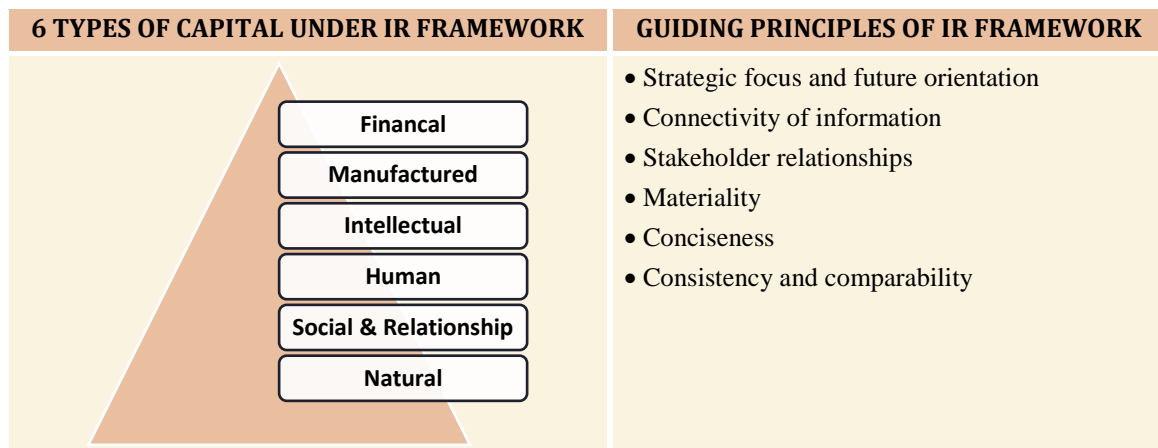 6 TYPES OF CAPITAL UNDER IR FRAMEWORK
Financal
Manufactured
Intellectual
Human
Social & Relationship
Natural
GUIDING PRINCIPLES OF IR FRAMEWORK
• Strategic focus and future orientation
• Connectivity of information
• Stakeholder relationships
• Materiality
• Conciseness
• Consistency and comparability